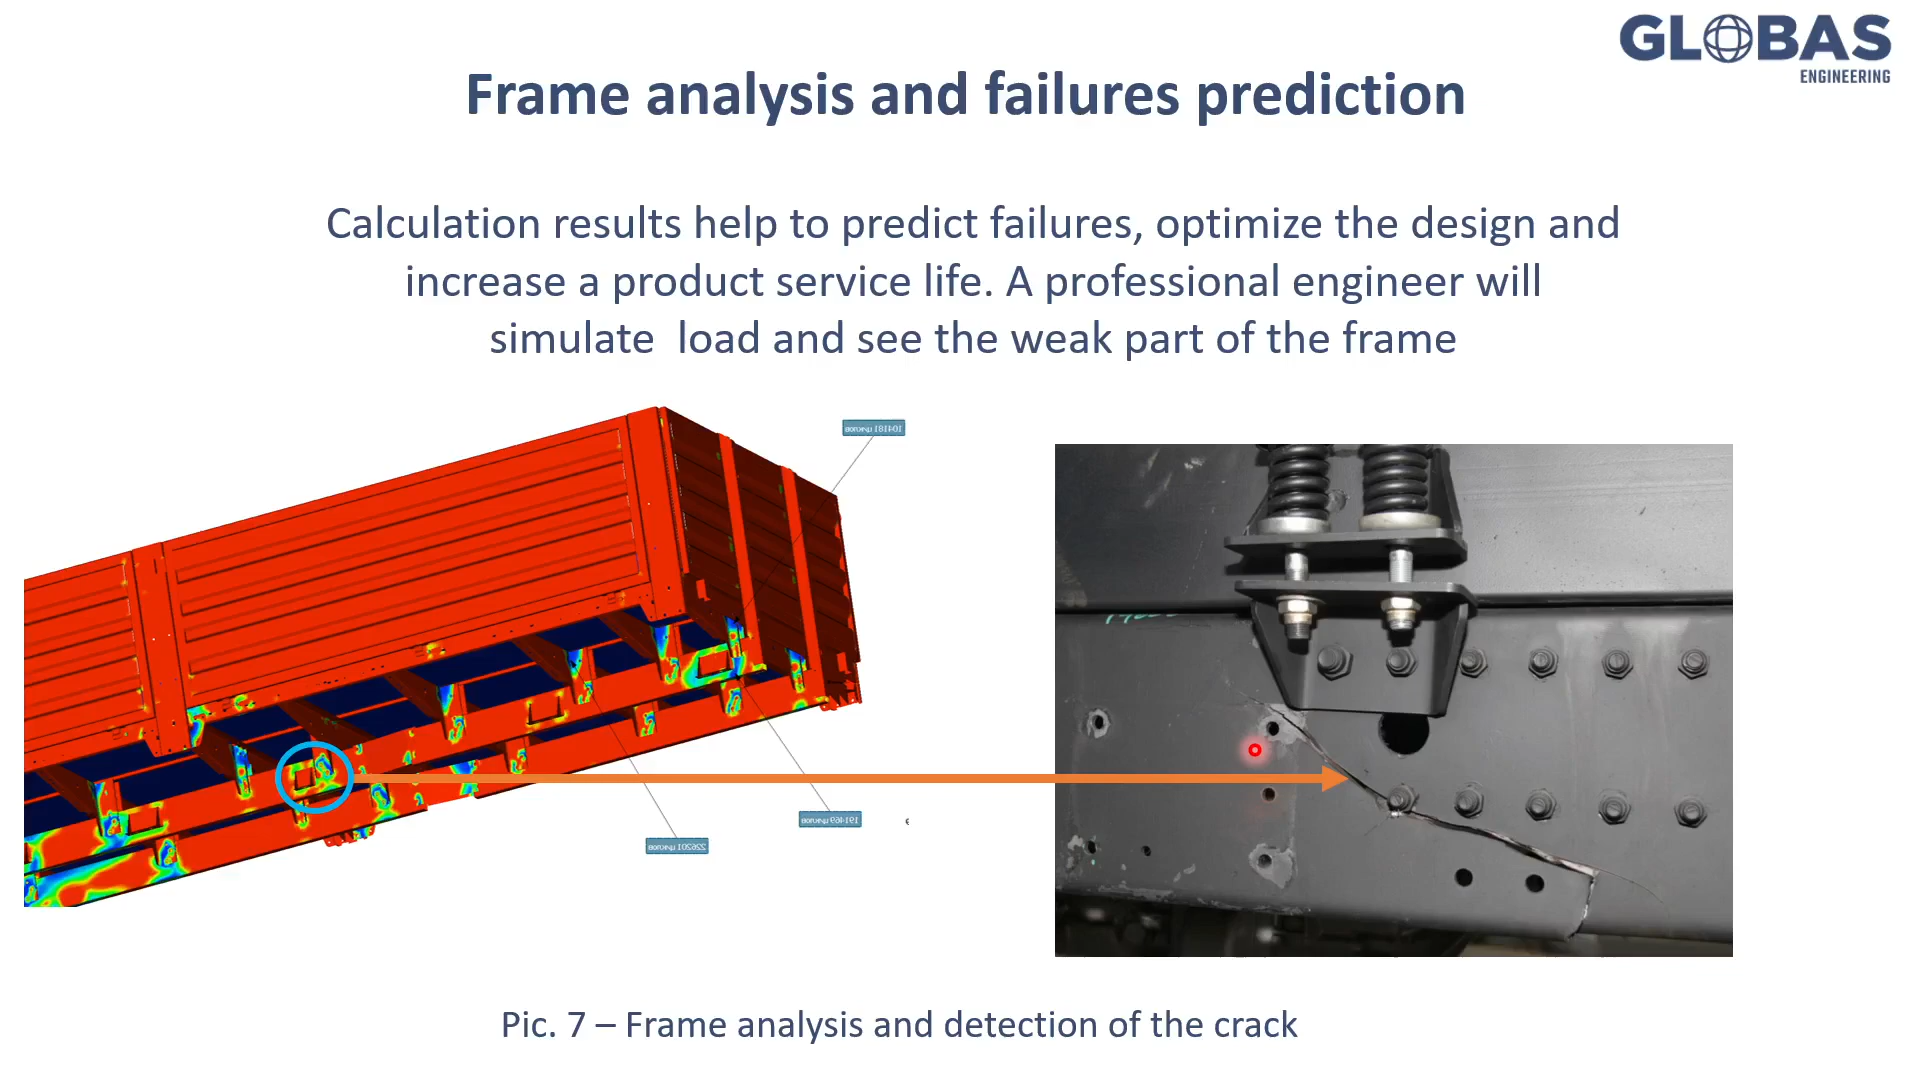 GLOBAS
ENGINEERING
Frame analysis and failures prediction
Calculation results help to predict failures, optimize the design and
increase a product service life. A professional engineer will
simulate load and see the weak part of the frame
Pic. 7 – Frame analysis and detection of the crack